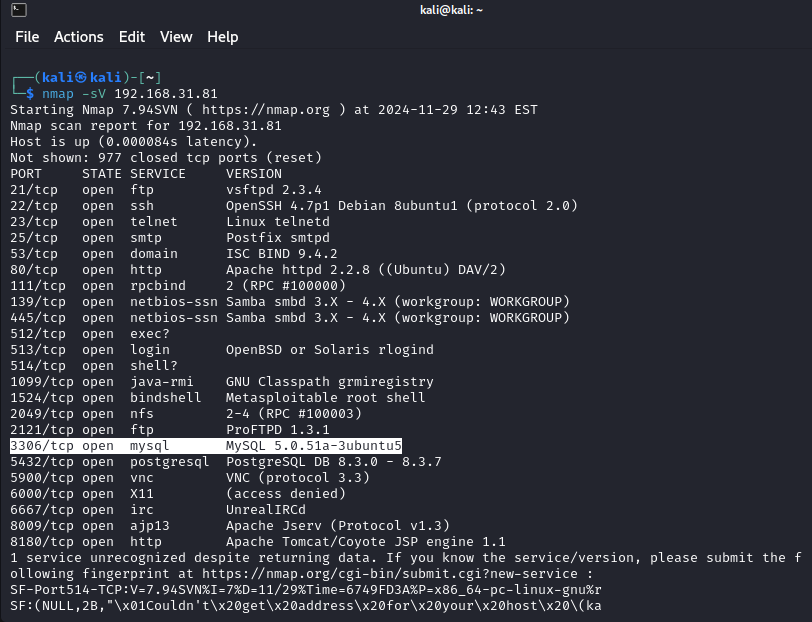 kali@kali: ~
File Actions Edit View Help
┌──(kali㉿kali)-[~]
└─$ nmap -sV 192.168.31.81
Starting Nmap 7.94SVN ( https://nmap.org ) at 2024-11-29 12:43 EST
Nmap scan report for 192.168.31.81
Host is up (0.000084s latency).
Not shown: 977 closed tcp ports (reset)
PORT     STATE SERVICE     VERSION
21/tcp   open  ftp         vsftpd 2.3.4
22/tcp   open  ssh         OpenSSH 4.7p1 Debian 8ubuntu1 (protocol 2.0)
23/tcp   open  telnet      Linux telnetd
25/tcp   open  smtp        Postfix smtpd
53/tcp   open  domain      ISC BIND 9.4.2
80/tcp   open  http        Apache httpd 2.2.8 ((Ubuntu) DAV/2)
111/tcp  open  rpcbind     2 (RPC #100000)
139/tcp  open  netbios-ssn Samba smbd 3.X - 4.X (workgroup: WORKGROUP)
445/tcp  open  netbios-ssn Samba smbd 3.X - 4.X (workgroup: WORKGROUP)
512/tcp  open  exec?
513/tcp  open  login       OpenBSD or Solaris rlogind
514/tcp  open  shell?
1099/tcp open  java-rmi    GNU Classpath grmiregistry
1524/tcp open  bindshell   Metasploitable root shell
2049/tcp open  nfs         2-4 (RPC #100003)
2121/tcp open  ftp         ProFTPD 1.3.1
3306/tcp open  mysql       MySQL 5.0.51a-3ubuntu5
5432/tcp open  postgresql  PostgreSQL DB 8.3.0 - 8.3.7
5900/tcp open  vnc         VNC (protocol 3.3)
6000/tcp open  X11         (access denied)
6667/tcp open  irc         UnrealIRCd
8009/tcp open  ajp13       Apache Jserv (Protocol v1.3)
8180/tcp open  http        Apache Tomcat/Coyote JSP engine 1.1
1 service unrecognized despite returning data. If you know the service/version, please submit the f
ollowing fingerprint at https://nmap.org/cgi-bin/submit.cgi?new-service :
SF-Port514-TCP:V=7.94SVN%I=7%D=11/29%Time=6749FD3A%P=x86_64-pc-linux-gnu%r
SF:(NULL,2B,"\x01Couldn't\x20get\x20address\x20for\x20your\x20host\x20\(ka